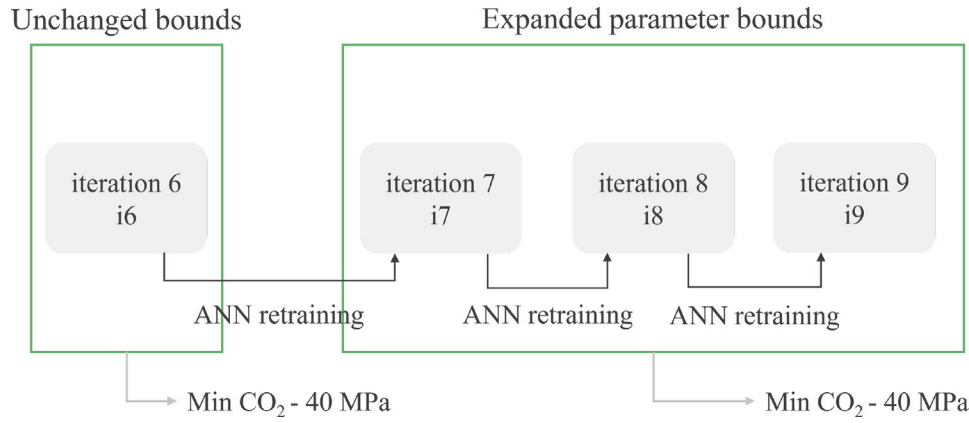 Unchanged bounds
Expanded parameter bounds
iteration 6
i6
iteration 7
i7
iteration 8
i8
iteration 9
i9
ANN retraining
ANN retraining
ANN retraining
Min CO₂ - 40 MPa
Min CO₂ - 40 MPa